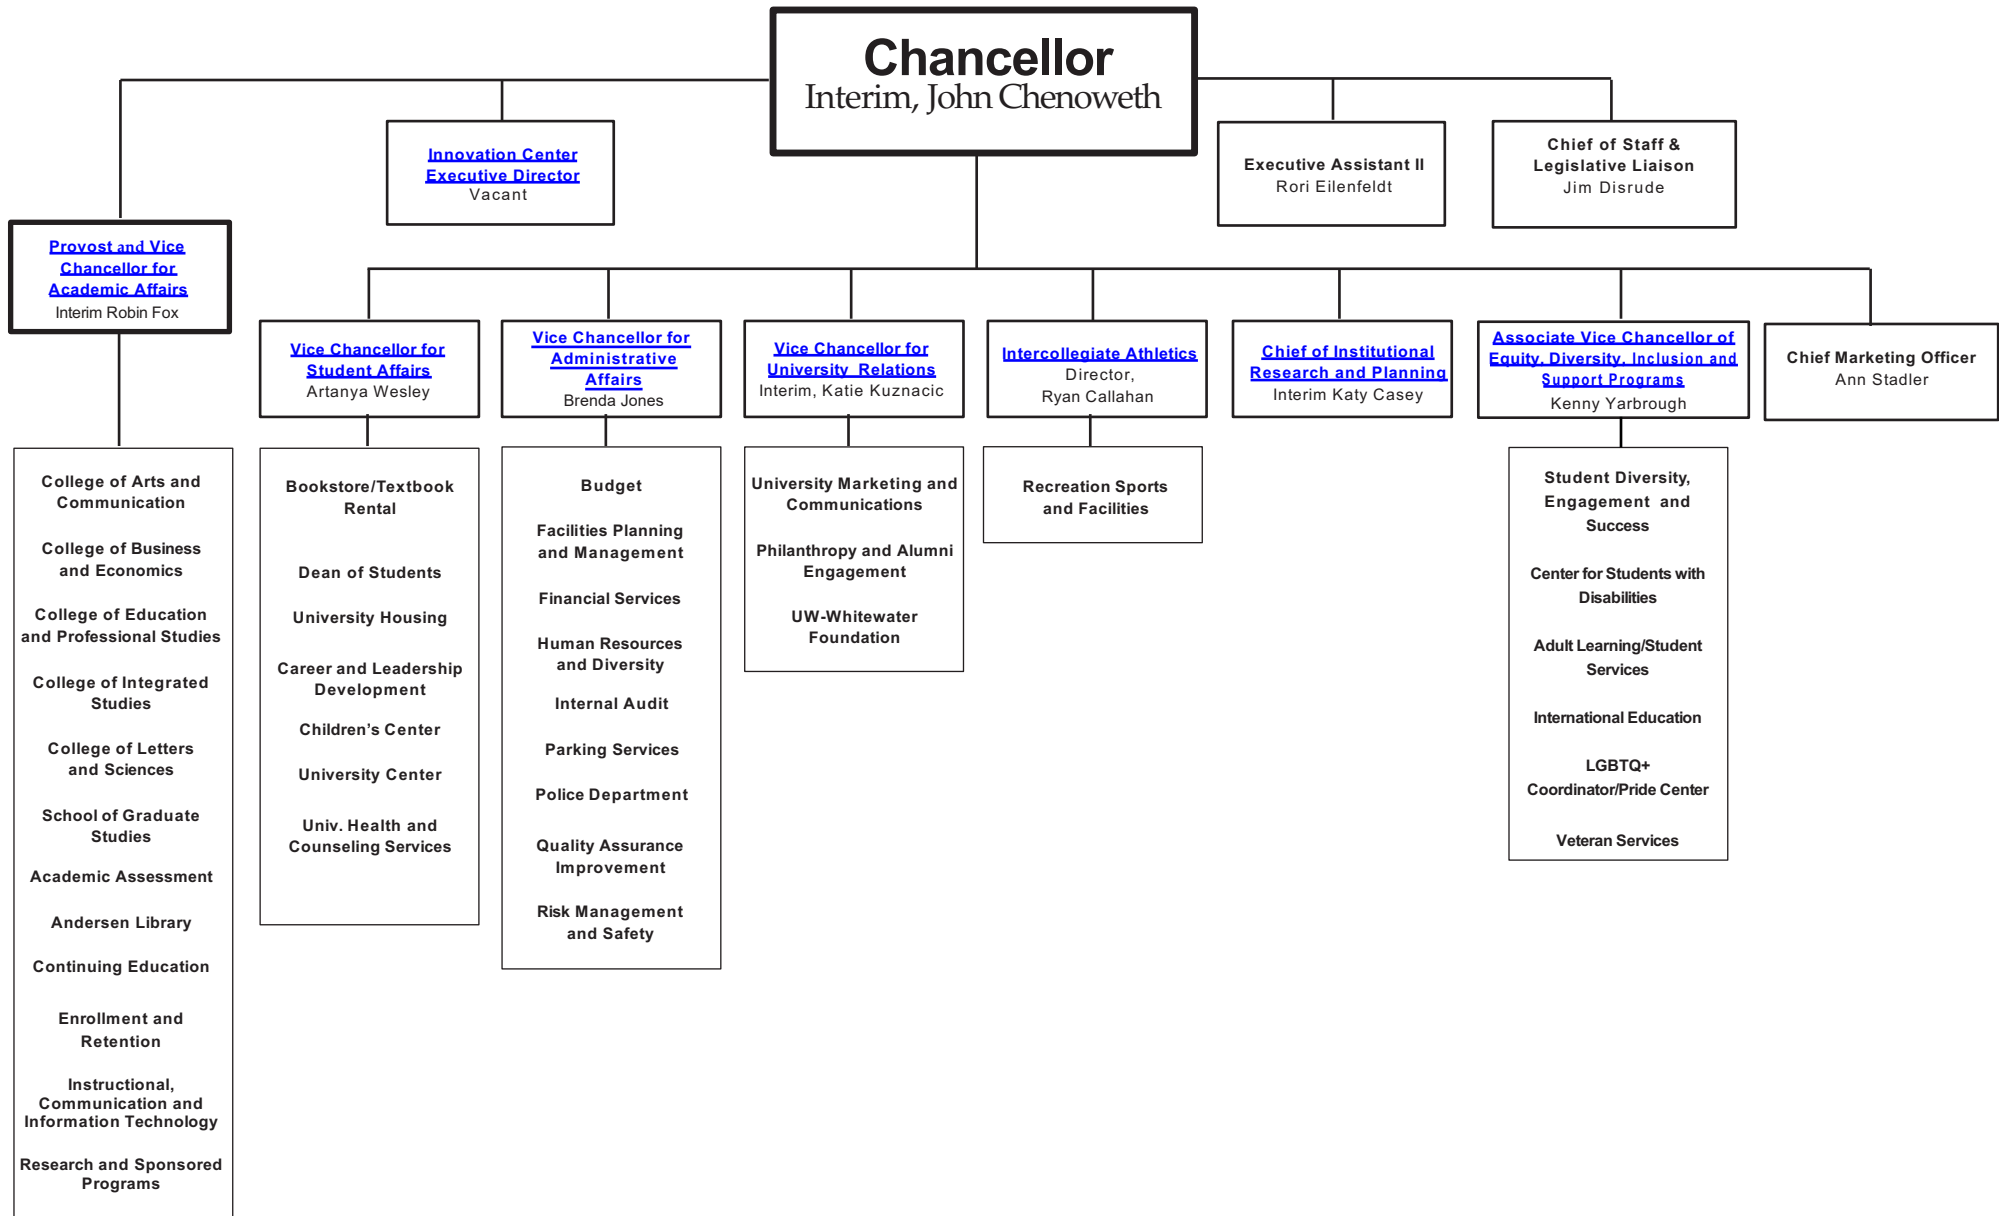 Chancellor
Interim, John Chenoweth
Innovation Center
Executive Director
Vacant
Executive Assistant II
Rori Eilenfeldt
Chief of Staff &
Legislative Liaison
Jim Disrude
Provost and Vice
Chancellor for
Academic Affairs
Interim Robin Fox
Vice Chancellor for
Student Affairs
Artanya Wesley
Vice Chancellor for
Administrative
Affairs
Brenda Jones
Vice Chancellor for
University Relations
Interim, Katie Kuznacic
Intercollegiate Athletics
Director,
Ryan Callahan
Chief of Institutional
Research and Planning
Interim Katy Casey
Associate Vice Chancellor of
Equity, Diversity, Inclusion and
Support Programs
Kenny Yarbrough
Chief Marketing Officer
Ann Stadler
College of Arts and
Communication
College of Business
and Economics
College of Education
and Professional Studies
College of Integrated
Studies
College of Letters
and Sciences
School of Graduate
Studies
Academic Assessment
Andersen Library
Continuing Education
Enrollment and
Retention
Instructional,
Communication and
Information Technology
Research and Sponsored
Programs
Bookstore/Textbook
Rental
Dean of Students
University Housing
Career and Leadership
Development
Children’s Center
University Center
Univ. Health and
Counseling Services
Budget
Facilities Planning
and Management
Financial Services
Human Resources
and Diversity
Internal Audit
Parking Services
Police Department
Quality Assurance
Improvement
Risk Management
and Safety
University Marketing and
Communications
Philanthropy and Alumni
Engagement
UW-Whitewater
Foundation
Recreation Sports
and Facilities
Student Diversity,
Engagement and
Success
Center for Students with
Disabilities
Adult Learning/Student
Services
International Education
LGBTQ+
Coordinator/Pride Center
Veteran Services